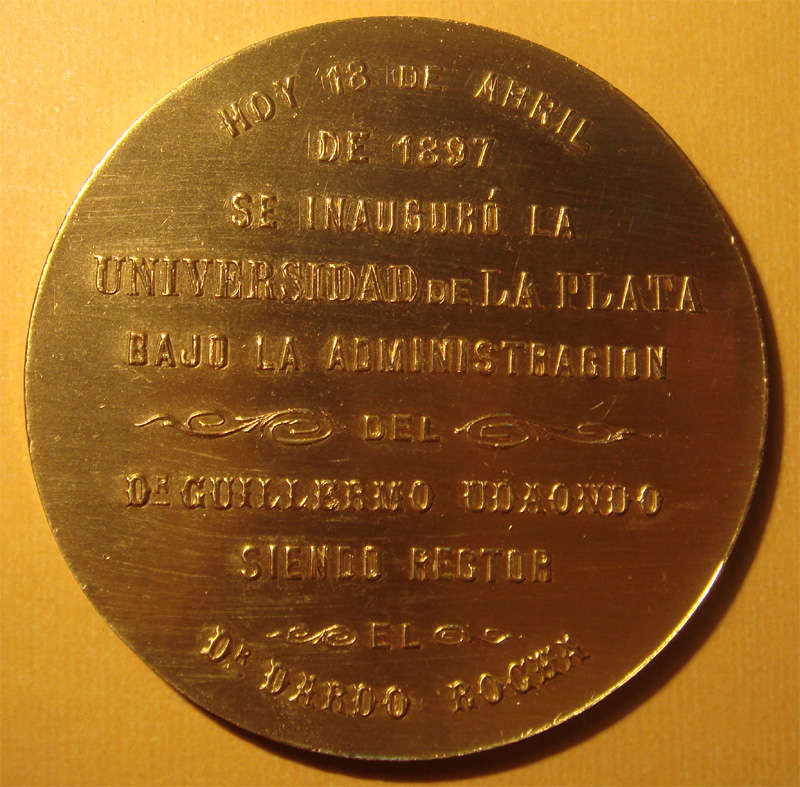 HOY 18 DE ABRIL
DE 1897
SE INAUGURÓ LA
UNIVERSIDAD DE LA PLATA
BAJO LA ADMINISTRACION
DEL
DR GUILLERMO UDAONDO
SIENDO RECTOR
EL
DR DARDO ROCHA